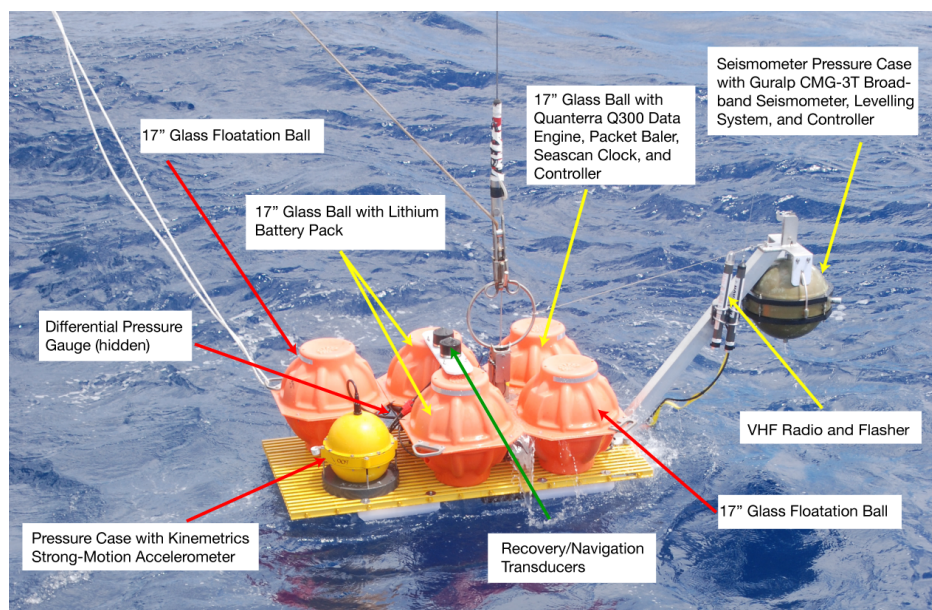 Seismometer Pressure Case
with Guralp CMG-3T Broad-
band Seismometer, Levelling
System, and Controller
17” Glass Ball with
Quanterra Q300 Data
Engine, Packet Baler,
Seascan Clock, and
Controller
17” Glass Floatation Ball
17” Glass Ball with Lithium
Battery Pack
Differential Pressure
Gauge (hidden)
VHF Radio and Flasher
17” Glass Floatation Ball
Pressure Case with Kinemetrics
Strong-Motion Accelerometer
Recovery/Navigation
Transducers